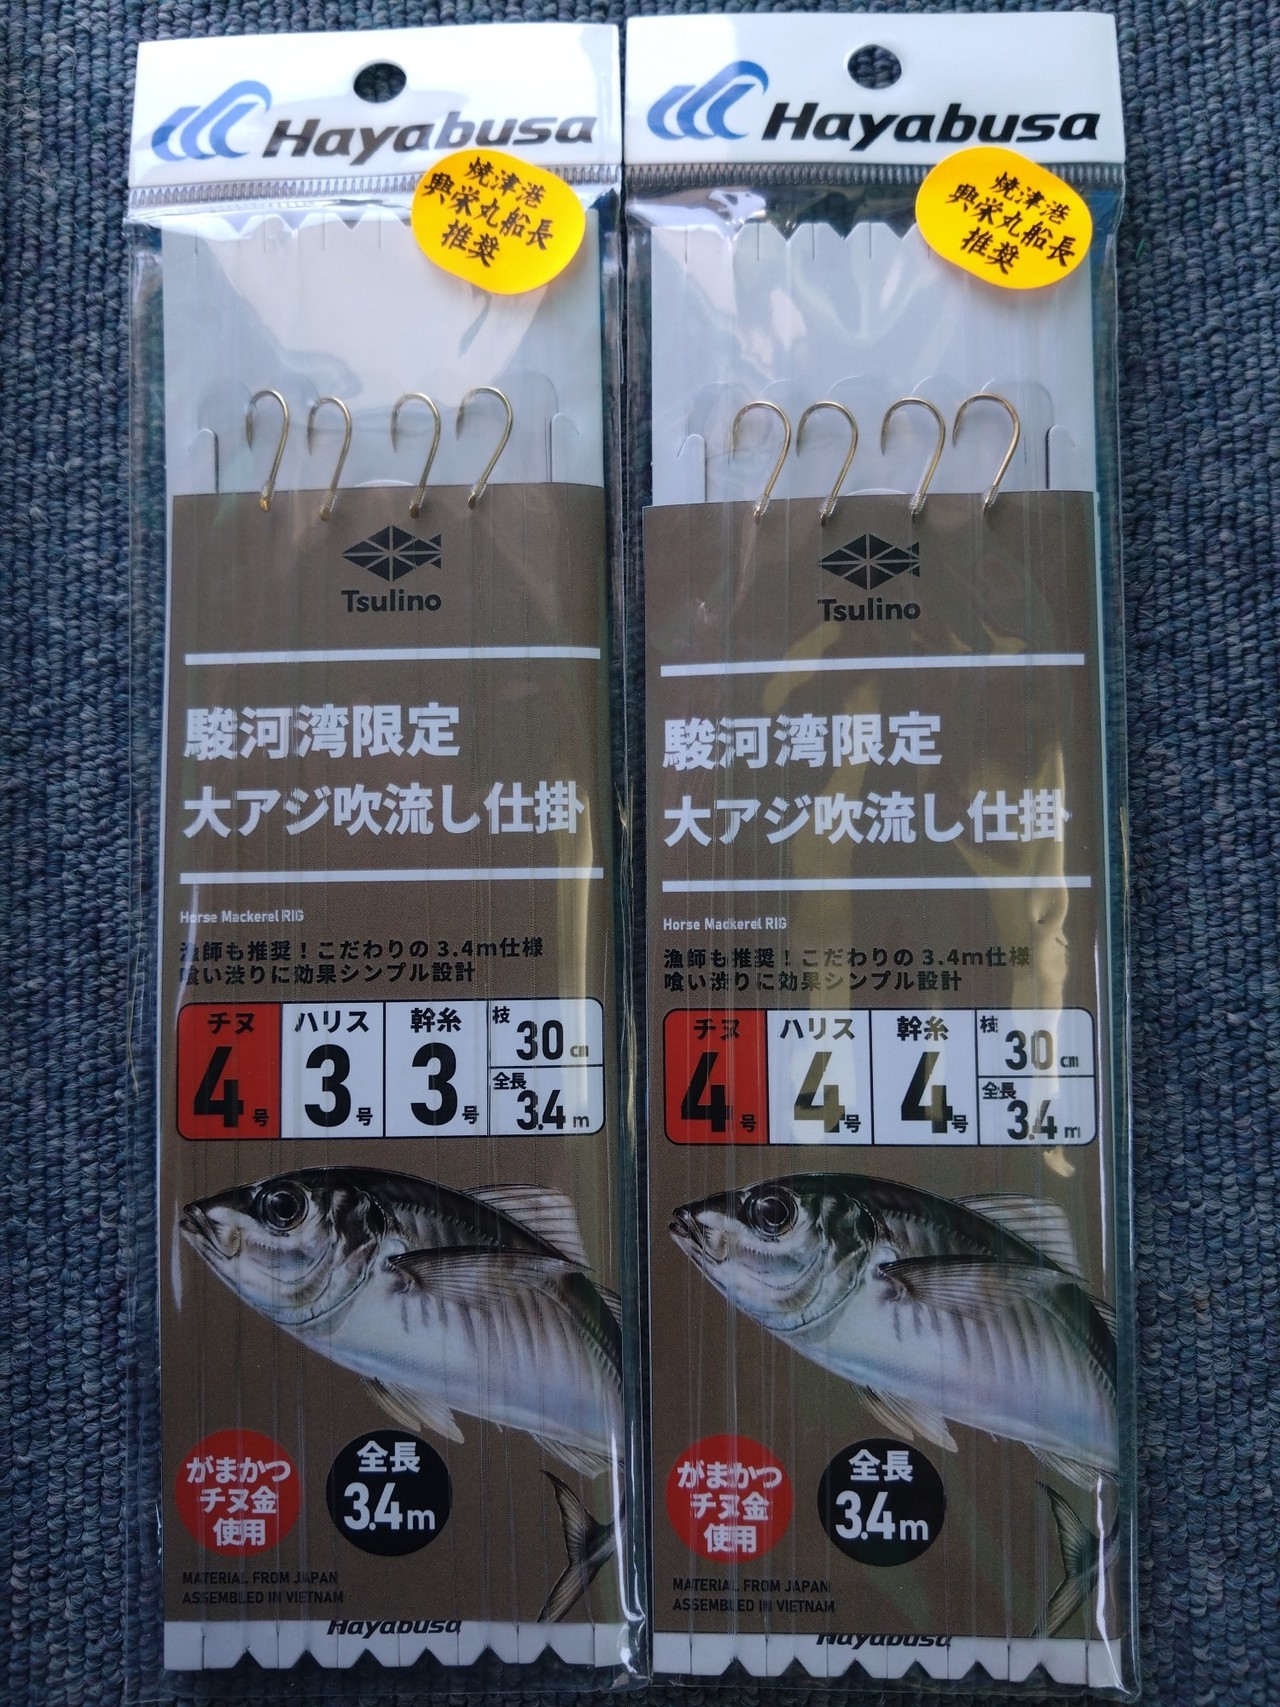 Hayabusa
焼津港
興栄丸船長
推奨
Tsulino
駿河湾限定
大アジ吹流し仕掛
Horse Mackerel RIG
漁師も推奨！こだわりの3.4m仕様
喰い渋りに効果シンプル設計
チヌ
4号
ハリス
3号
幹糸
3号
枝
30cm
全長
3.4m
がまかつ
チヌ金
使用
全長
3.4m
MATERIAL FROM JAPAN
ASSEMBLED IN VIETNAM
Hayabusa
Hayabusa
焼津港
興栄丸船長
推奨
Tsulino
駿河湾限定
大アジ吹流し仕掛
Horse Mackerel RIG
漁師も推奨！こだわりの3.4m仕様
喰い渋りに効果シンプル設計
チヌ
4号
ハリス
4号
幹糸
4号
枝
30cm
全長
3.4m
がまかつ
チヌ金
使用
全長
3.4m
MATERIAL FROM JAPAN
ASSEMBLED IN VIETNAM
Hayabusa